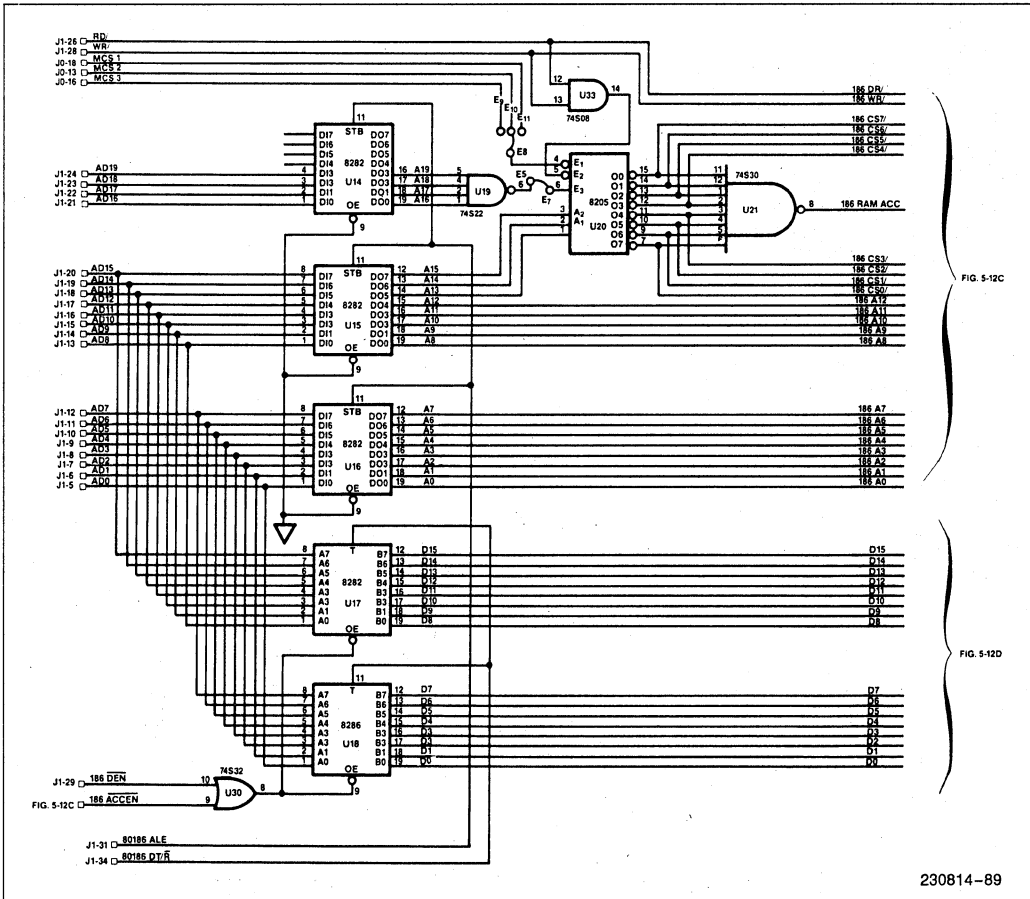 J1-26 RD/
J1-28 WR/
J0-18 MCS 1
J0-13 MCS 2
J0-16 MCS 3
E9
E10
E11
E8
12
13
U33
14
74S08
186 DR/
186 WR/
186 CS7/
186 CS6/
186 CS5/
186 CS4/
11
STB
DI7 DO7
DI6 DO6
DI5 DO5
DI4 DO4
DI3 DO3
DI3 DO3
DI1 DO1
DI0 DO0
8282
U14
OE
9
J1-24 AD19 4 16 A19 5
J1-23 AD18 3 17 A18 4
J1-22 AD17 2 18 A17 2
J1-21 AD16 1 19 A16 1
U19
74S22
6
E5
E7
4 E1
5 E2
6 E3
3 A2
2 A1
1
8205
U20
O0 15
O1 14
O2 13
O3 12
O4 11
O5 10
O6 9
O7 7
74S30
11
12
1
2
3
4
5
U21
8
186 RAM ACC
186 CS3/
186 CS2/
186 CS1/
186 CS0/
FIG. 5-12C
11
STB
J1-20 AD15 8 DI7 DO7 12 A15
J1-19 AD14 7 DI6 DO6 13 A14
J1-18 AD13 6 DI5 DO5 14 A13
J1-17 AD12 5 DI4 DO4 15 A12 186 A12
J1-16 AD11 4 DI3 DO3 16 A11 186 A11
J1-15 AD10 3 DI3 DO3 17 A10 186 A10
J1-14 AD9 2 DI1 DO1 18 A9 186 A9
J1-13 AD8 1 DI0 DO0 19 A8 186 A8
8282
U15
OE
9
11
STB
J1-12 AD7 8 DI7 DO7 12 A7 186 A7
J1-11 AD6 7 DI6 DO6 13 A6 186 A6
J1-10 AD5 6 DI5 DO5 14 A5 186 A5
J1-9 AD4 5 DI4 DO4 15 A4 186 A4
J1-8 AD3 4 DI3 DO3 16 A3 186 A3
J1-7 AD2 3 DI3 DO3 17 A2 186 A2
J1-6 AD1 2 DI1 DO1 18 A1 186 A1
J1-5 AD0 1 DI0 DO0 19 A0 186 A0
8282
U16
OE
9
T
8 A7 B7 12 D15 D15
7 A6 B6 13 D14 D14
6 A5 B5 14 D13 D13
5 A4 B4 15 D12 D12
4 A3 B3 16 D11 D11
3 A3 B3 17 D10 D10
2 A1 B1 18 D9 D9
1 A0 B0 19 D8 D8
8282
U17
OE
FIG. 5-12D
11
T
8 A7 B7 12 D7 D7
7 A6 B6 13 D6 D6
6 A5 B5 14 D5 D5
5 A4 B4 15 D4 D4
4 A3 B3 16 D3 D3
3 A3 B3 17 D3 D2
2 A1 B1 18 D1 D1
1 A0 B0 19 D0 D0
8286
U18
OE
9
74S32
J1-29 186 DEN 10
FIG. 5-12C 186 ACCEN 9
U30
8
J1-31 80186 ALE
J1-34 80186 DT/R
230814-89